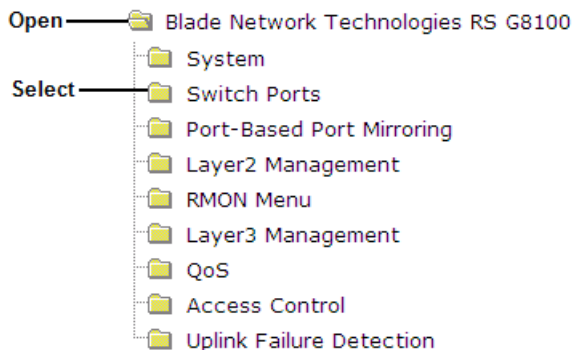 Open Blade Network Technologies RS G8100
System
Select Switch Ports
Port-Based Port Mirroring
Layer2 Management
RMON Menu
Layer3 Management
QoS
Access Control
Uplink Failure Detection